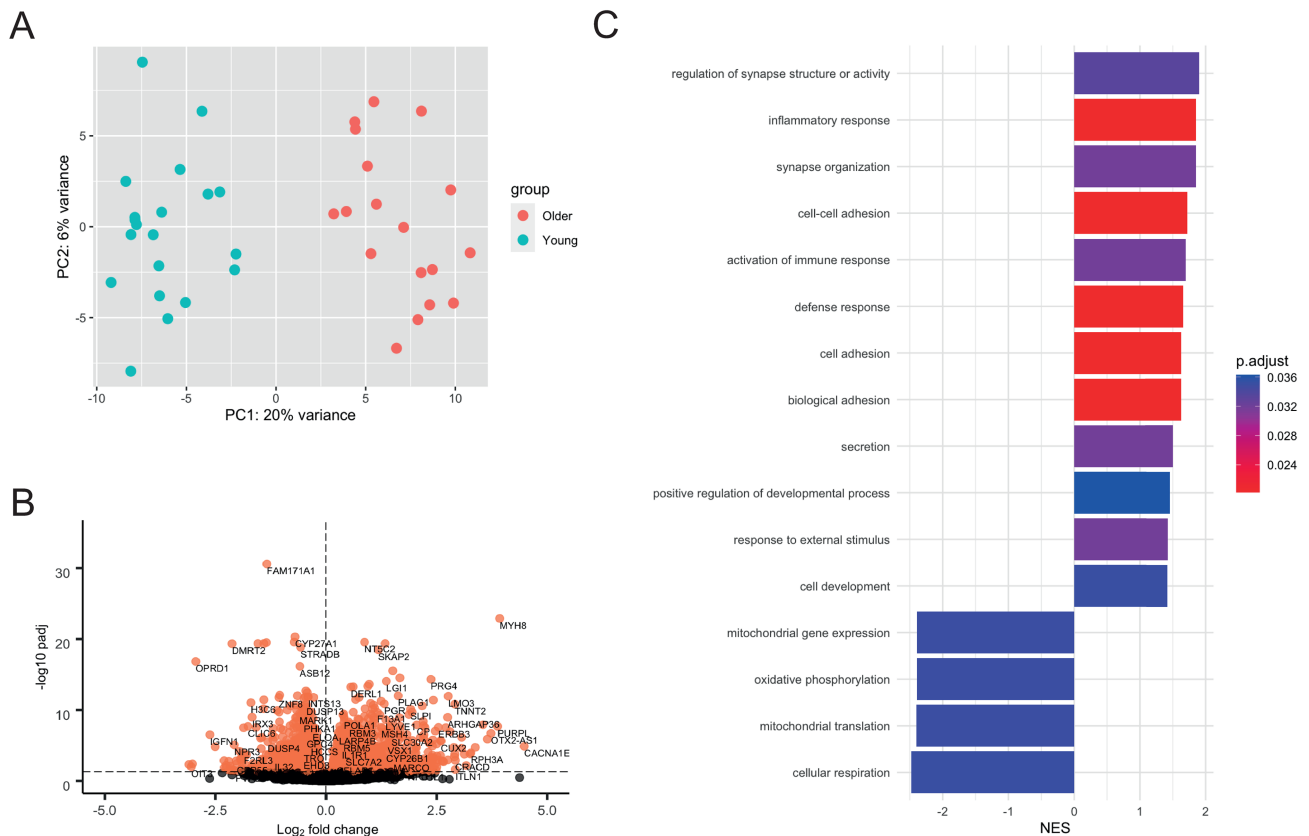 A
5
0
-5
-10
-5
0
5
10
PC2: 6% variance
PC1: 20% variance
group
Older
Young
B
30
20
10
0
-log10 padj
FAM171A1
MYH8
CYP27A1
DMRT2
STRADB
NT5C2
SKAP2
OPRD1
ASB12
LGI1
PRG4
DERL1
LMO3
PLAG1
ZNF8
INTS13
H3C6
DUSP13
PGR
TNNT2
SLPI
F13A1
MARK1
IRX3
POLA1
LYVE1
ARHGAP36
PHKA1
CLIC6
RBM3
MSH4
CP
ERBB3
PURPL
ELDA
IGFN1
LARP4B
SLC30A2
OTX2-AS1
GPC4
DUSP4
RBM5
NPR3
HCCS
IL1R1
VSX1
CUX2
CACNA1E
F2RL3
TRO
SLC7A2
CYP26B1
RPH3A
IL32
EHD3
MARCO
CRACD
ITLN1
-5.0
-2.5
0.0
2.5
5.0
Log2 fold change
C
regulation of synapse structure or activity
inflammatory response
synapse organization
cell-cell adhesion
activation of immune response
defense response
cell adhesion
biological adhesion
secretion
positive regulation of developmental process
response to external stimulus
cell development
mitochondrial gene expression
oxidative phosphorylation
mitochondrial translation
cellular respiration
-2
-1
0
1
2
NES
p.adjust
0.036
0.032
0.028
0.024